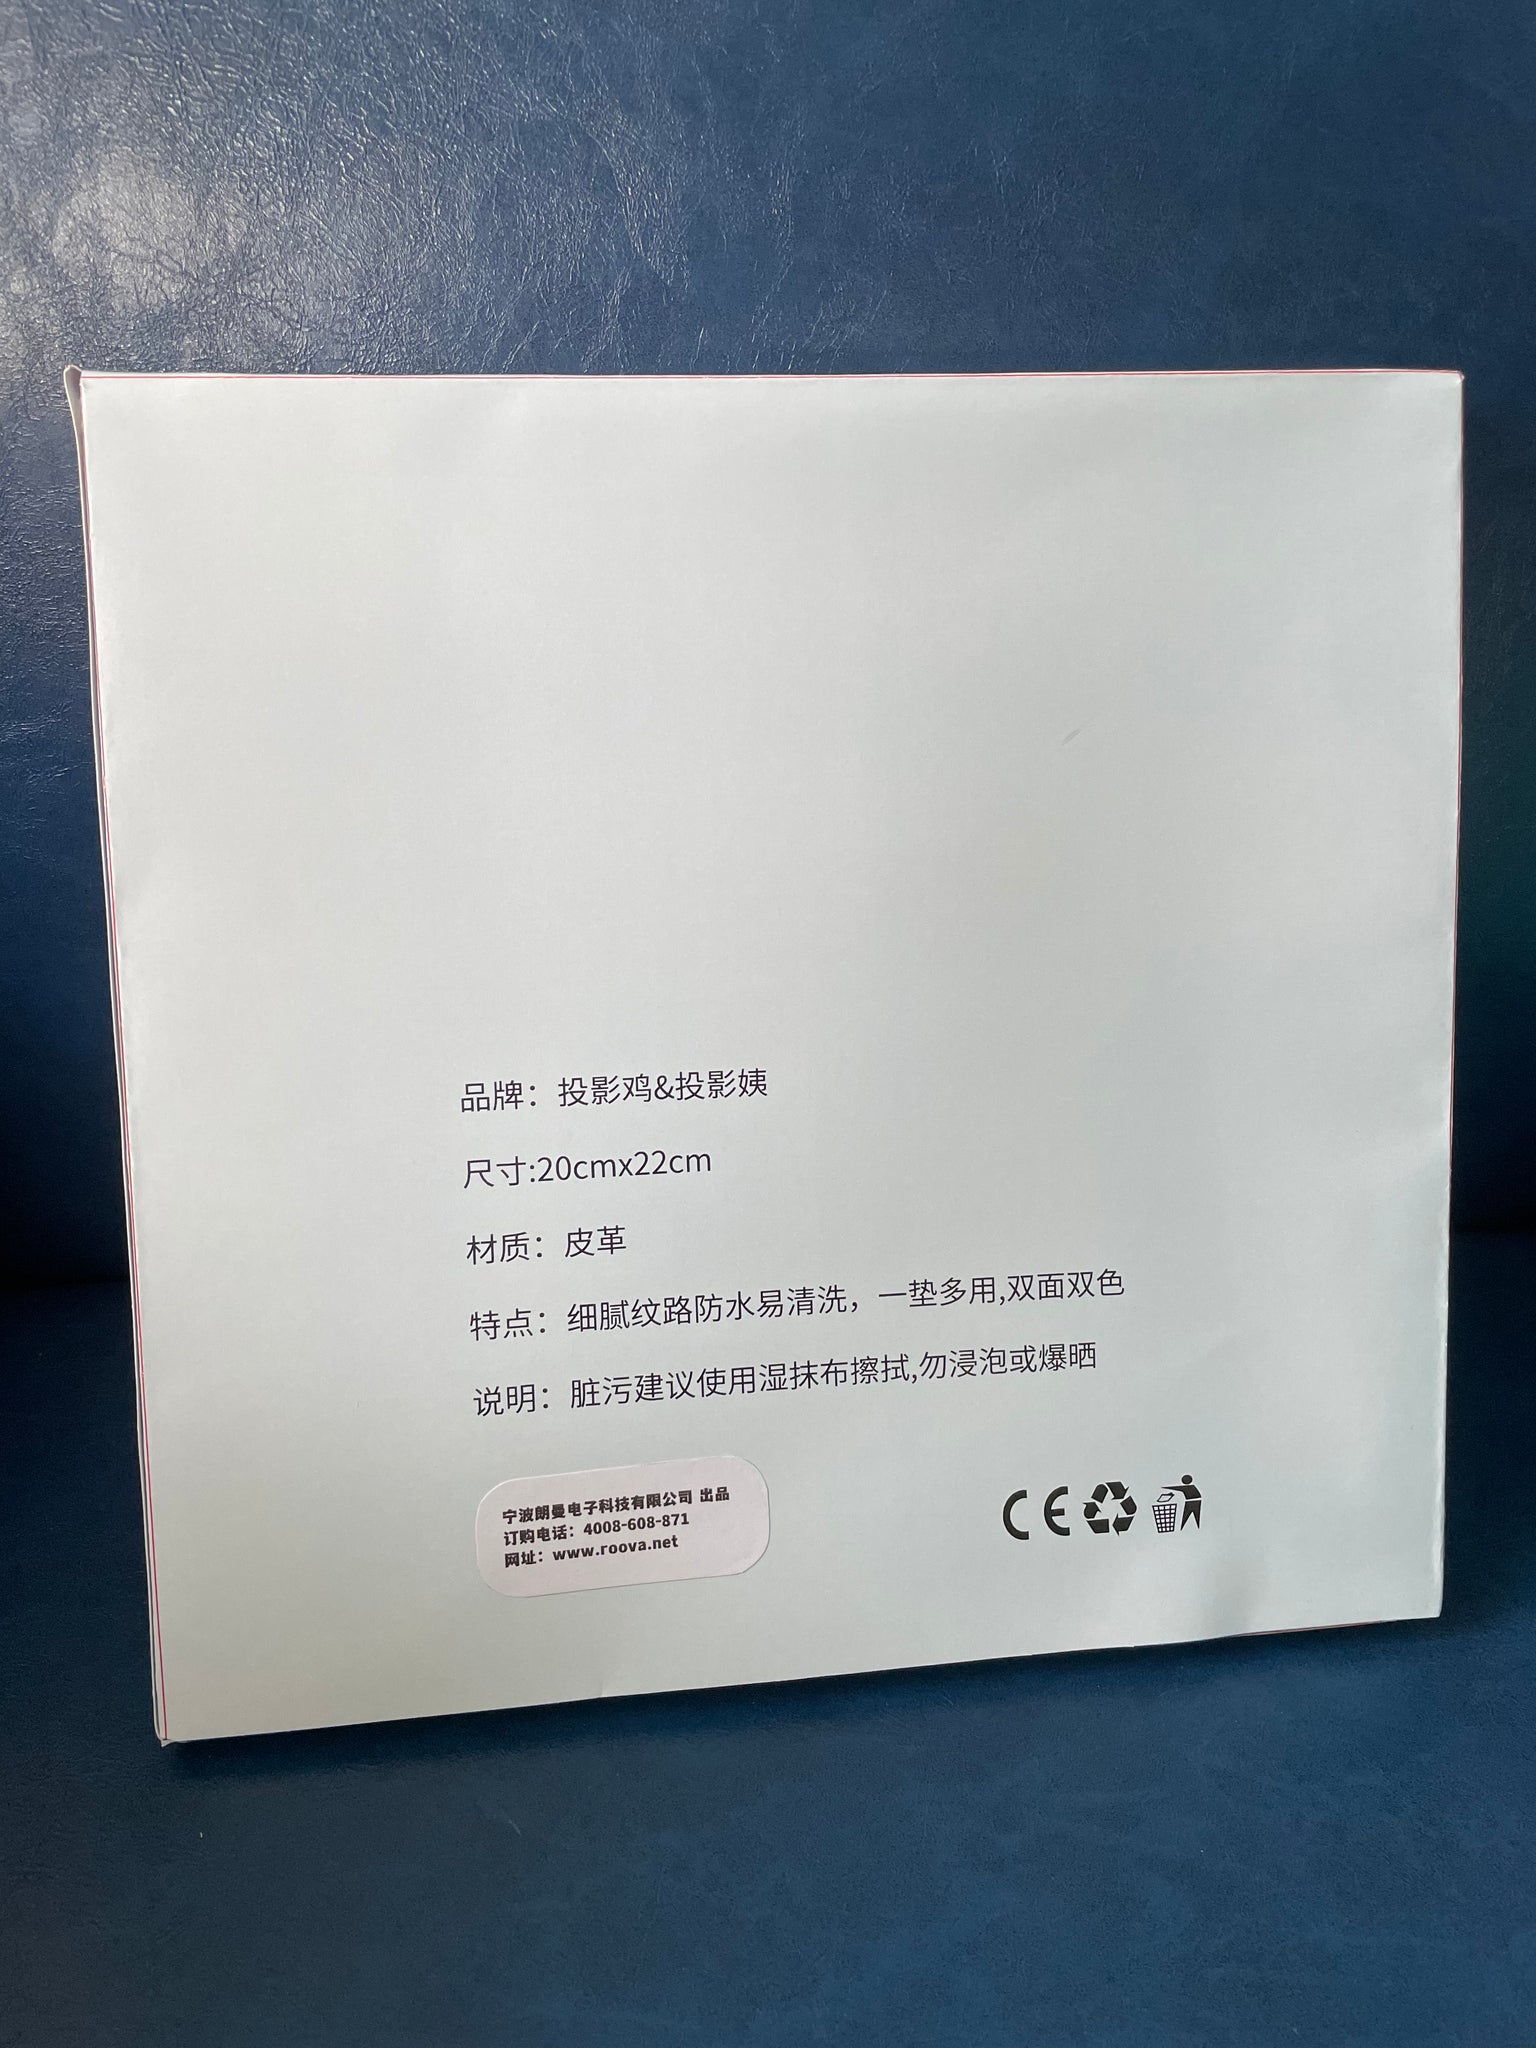 品牌：投影鸡&投影姨
尺寸:20cmx22cm
材质：皮革
特点：细腻纹路防水易清洗，一垫多用,双面双色
说明：脏污建议使用湿抹布擦拭,勿浸泡或爆晒
宁波朗曼电子科技有限公司 出品
订购电话：4008-608-871
网址：www.roova.net
CE